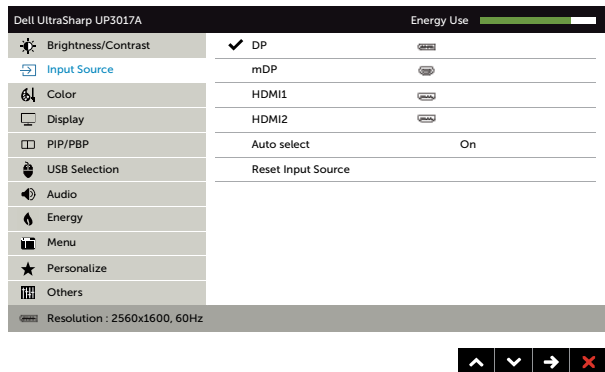 Dell UltraSharp UP3017A
Energy Use
Brightness/Contrast
DP
Input Source
mDP
Color
HDMI1
Display
HDMI2
PIP/PBP
Auto select On
USB Selection
Reset Input Source
Audio
Energy
Menu
Personalize
Others
Resolution : 2560x1600, 60Hz